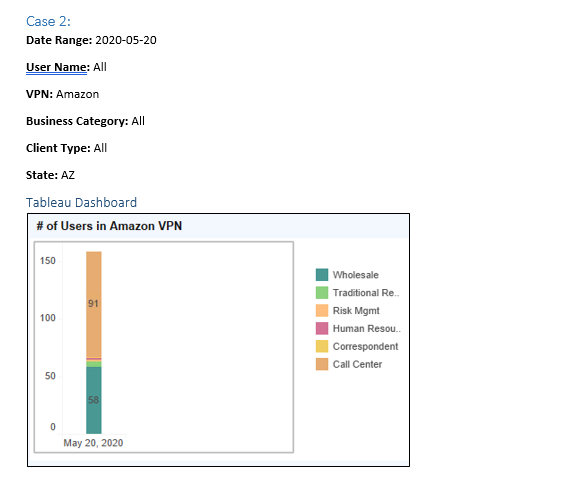 Case 2:
Date Range: 2020-05-20
User Name: All
VPN: Amazon
Business Category: All
Client Type: All
State: AZ
Tableau Dashboard
# of Users in Amazon VPN
150
100
50
0
91
58
May 20, 2020
Wholesale
Traditional Re..
Risk Mgmt
Human Resou..
Correspondent
Call Center